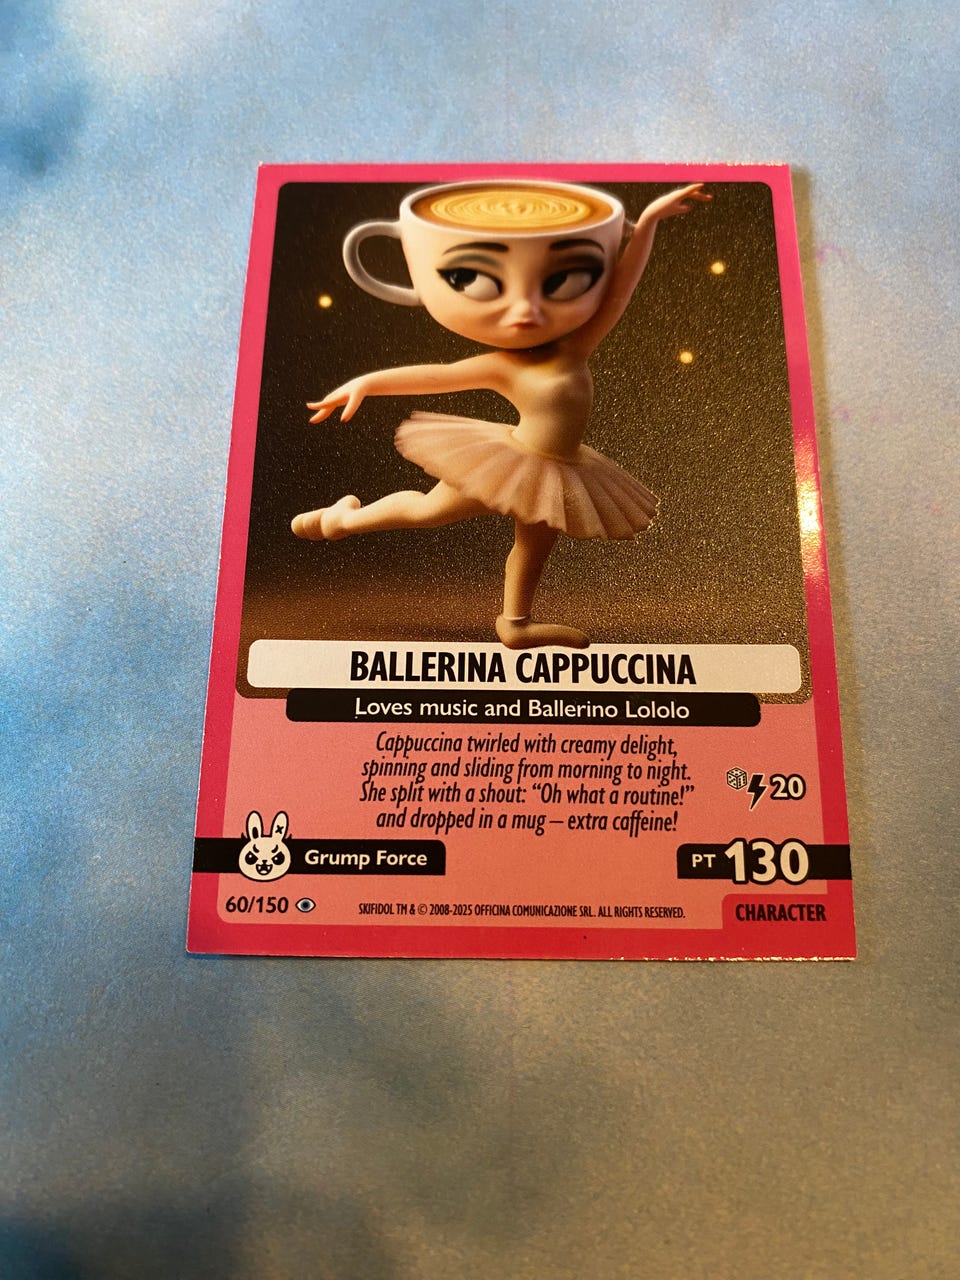 BALLERINA CAPPUCCINA
Loves music and Ballerino Lololo
Cappuccina twirled with creamy delight,
spinning and sliding from morning to night.
She split with a shout: “Oh what a routine!”
and dropped in a mug – extra caffeine!
20
Grump Force
PT 130
60/150
SKIFIDOL TM & © 2008-2025 OFFICINA COMUNICAZIONE SRL. ALL RIGHTS RESERVED.
CHARACTER